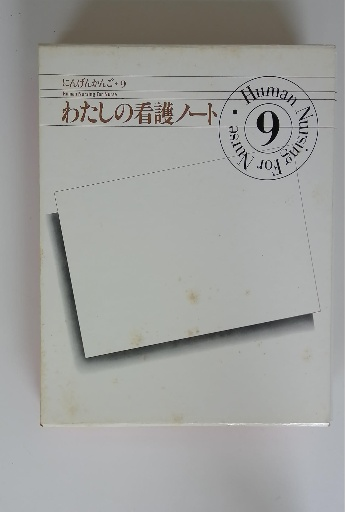 にんげんかんご・9
Human Nursing For Nurse
わたしの看護ノート
Human Nursing For Nurse •
9